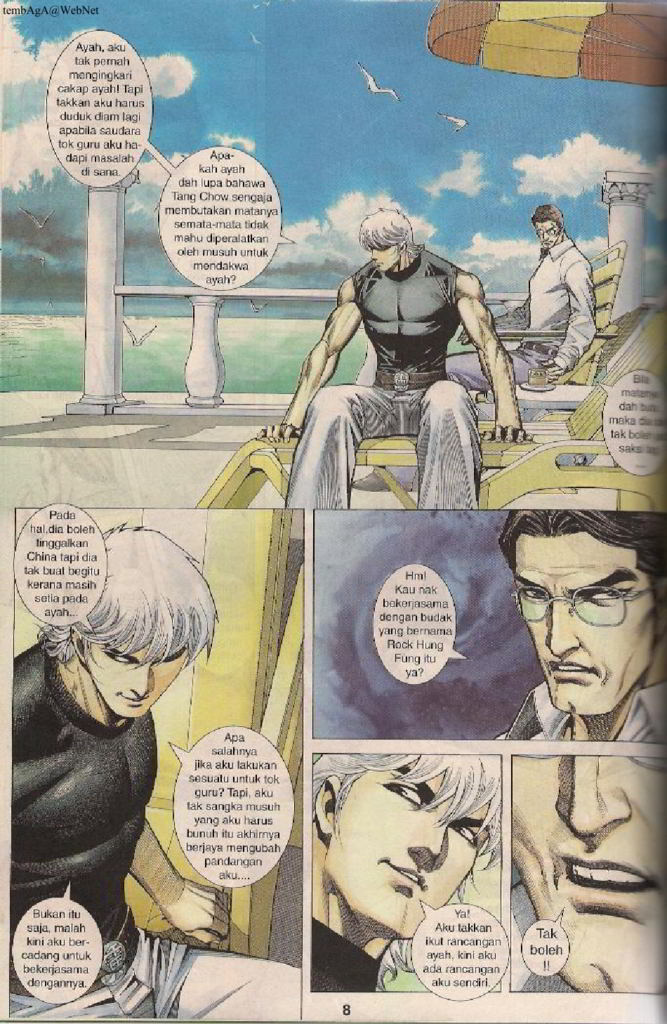 tembAgA@WebNet
Ayah, aku
tak pernah
mengingkari
cakap ayah! Tapi
takkan aku harus
duduk diam lagi
apabila saudara
tok guru aku ha-
dapi masalah
di sana.
Apa-
kah ayah
dah lupa bahawa
Tang Chow sengaja
membutakan matanya
semata-mata tidak
mahu diperalatkan
oleh musuh untuk
mendakwa
ayah?
Bila
matanya
dah buta
maka dia
tak boleh
saksi
Pada
hal,dia boleh
tinggalkan
China tapi dia
tak buat begitu
kerana masih
setia pada
ayah...
Apa
salahnya
jika aku lakukan
sesuatu untuk tok
guru? Tapi, aku
tak sangka musuh
yang aku harus
bunuh itu akhirnya
berjaya mengubah
pandangan
aku....
Bukan itu
saja, malah
kini aku ber-
cadang untuk
bekerjasama
dengannya.
Hm!
Kau nak
bekerjasama
dengan budak
yang bernama
Rock Hung
Fung itu
ya?
Ya!
Aku takkan
ikut rancangan
ayah, kini aku
ada rancangan
aku sendiri.
Tak
boleh
!!
8